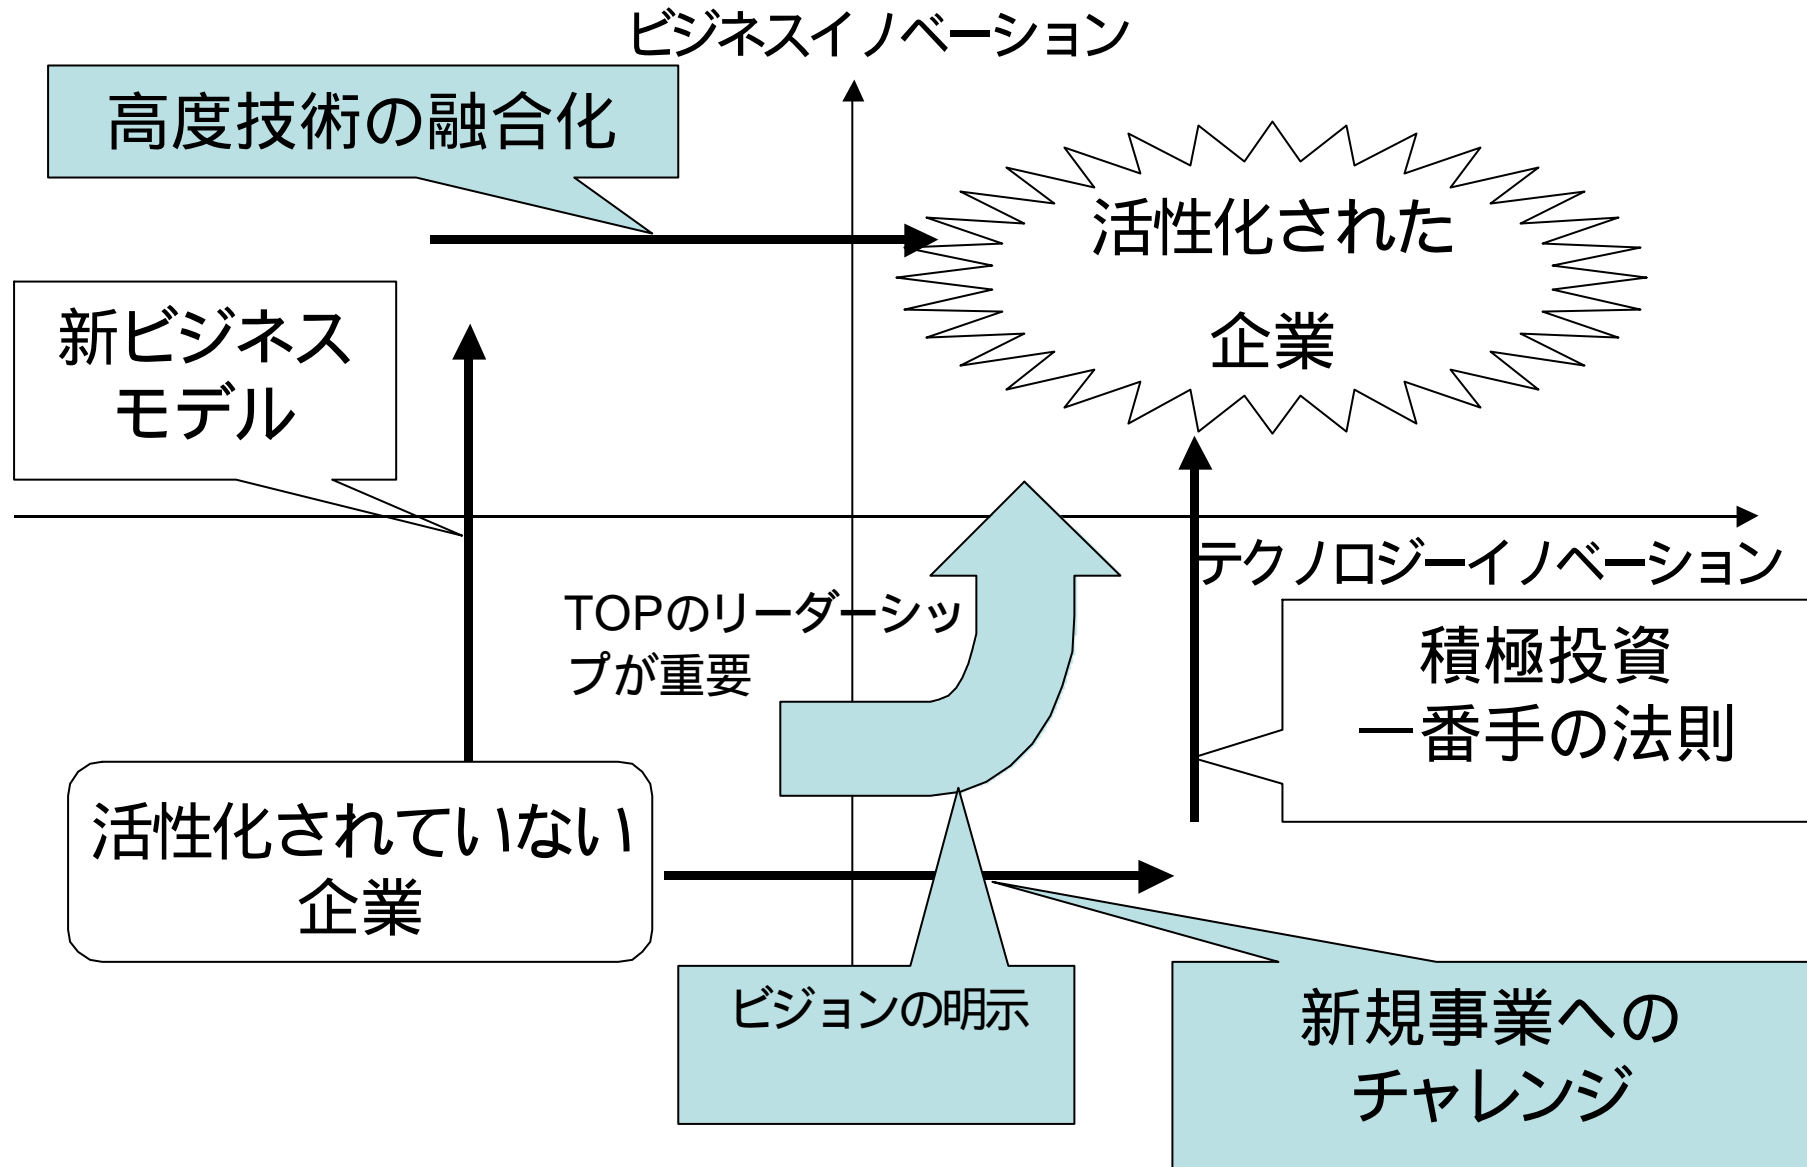 ビジネスイノベーション
高度技術の融合化
活性化された
企業
新ビジネス
モデル
テクノロジーイノベーション
TOPのリーダーシッ
プが重要
積極投資
一番手の法則
活性化されていない
企業
ビジョンの明示
新規事業への
チャレンジ